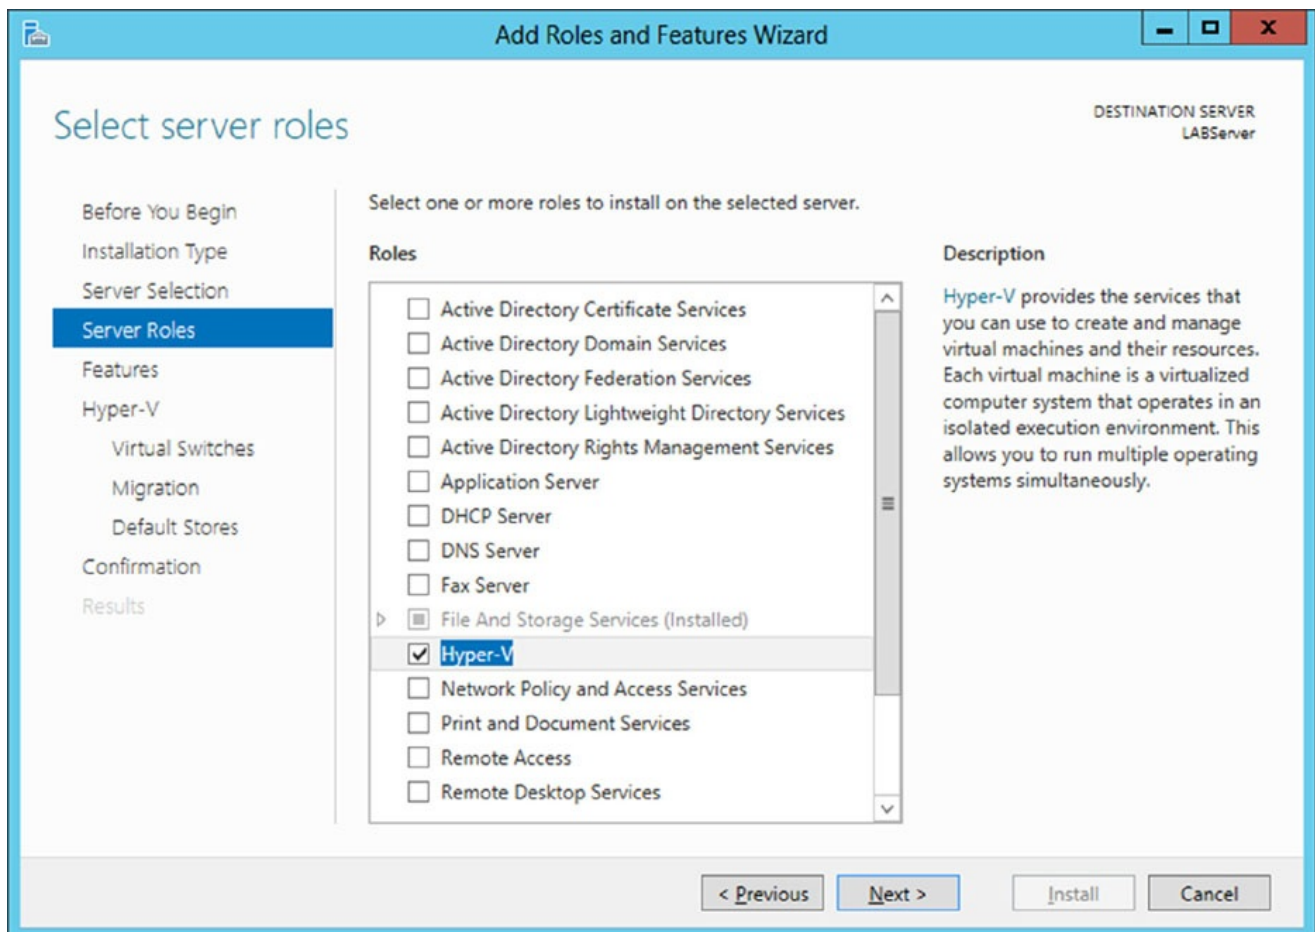 Add Roles and Features Wizard
Select server roles
DESTINATION SERVER
LABServer
Before You Begin
Installation Type
Server Selection
Server Roles
Features
Hyper-V
Virtual Switches
Migration
Default Stores
Confirmation
Results
Select one or more roles to install on the selected server.
Roles
Active Directory Certificate Services
Active Directory Domain Services
Active Directory Federation Services
Active Directory Lightweight Directory Services
Active Directory Rights Management Services
Application Server
DHCP Server
DNS Server
Fax Server
File And Storage Services (Installed)
Hyper-V
Network Policy and Access Services
Print and Document Services
Remote Access
Remote Desktop Services
Description
Hyper-V provides the services that
you can use to create and manage
virtual machines and their resources.
Each virtual machine is a virtualized
computer system that operates in an
isolated execution environment. This
allows you to run multiple operating
systems simultaneously.
< Previous
Next >
Install
Cancel